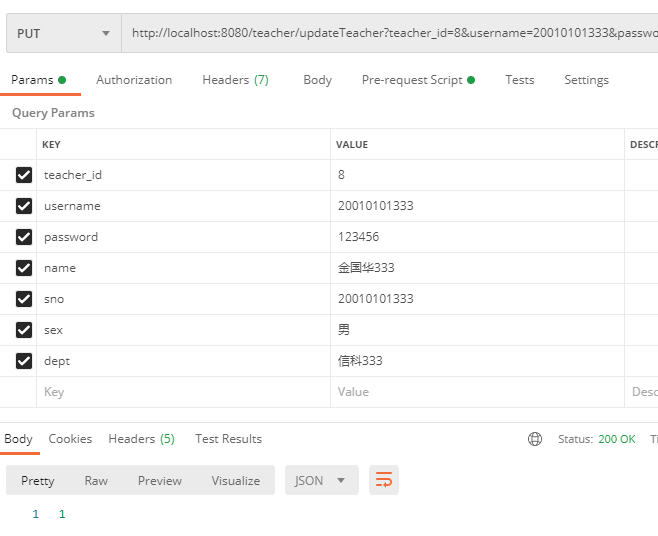 PUT http://localhost:8080/teacher/updateTeacher?teacher_id=8&username=20010101333&passwo
Params Authorization Headers (7) Body Pre-request Script Tests Settings
Query Params
KEY VALUE DESCR
teacher_id 8
username 20010101333
password 123456
name 金国华333
sno 20010101333
sex 男
dept 信科333
Key Value Desc
Body Cookies Headers (5) Test Results Status: 200 OK Ti
Pretty Raw Preview Visualize JSON
1 1